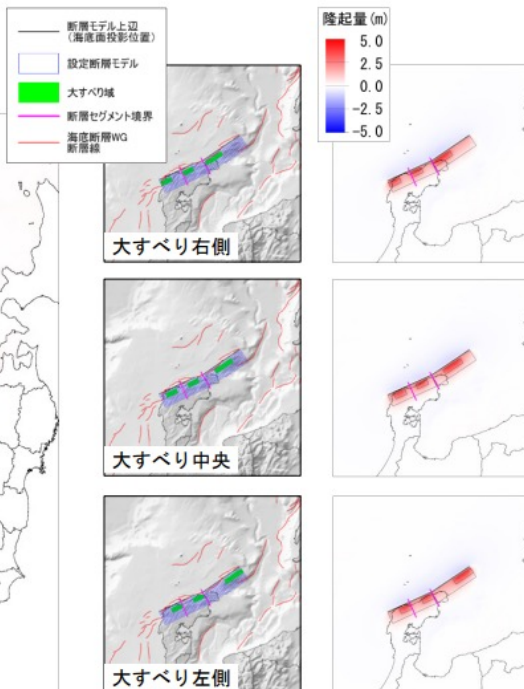 断層モデル上辺
(海底面投影位置)
設定断層モデル
大すべり域
断層セグメント境界
海底断層WG
断層線
隆起量(m)
5.0
2.5
0.0
-2.5
-5.0
大すべり右側
大すべり中央
大すべり左側